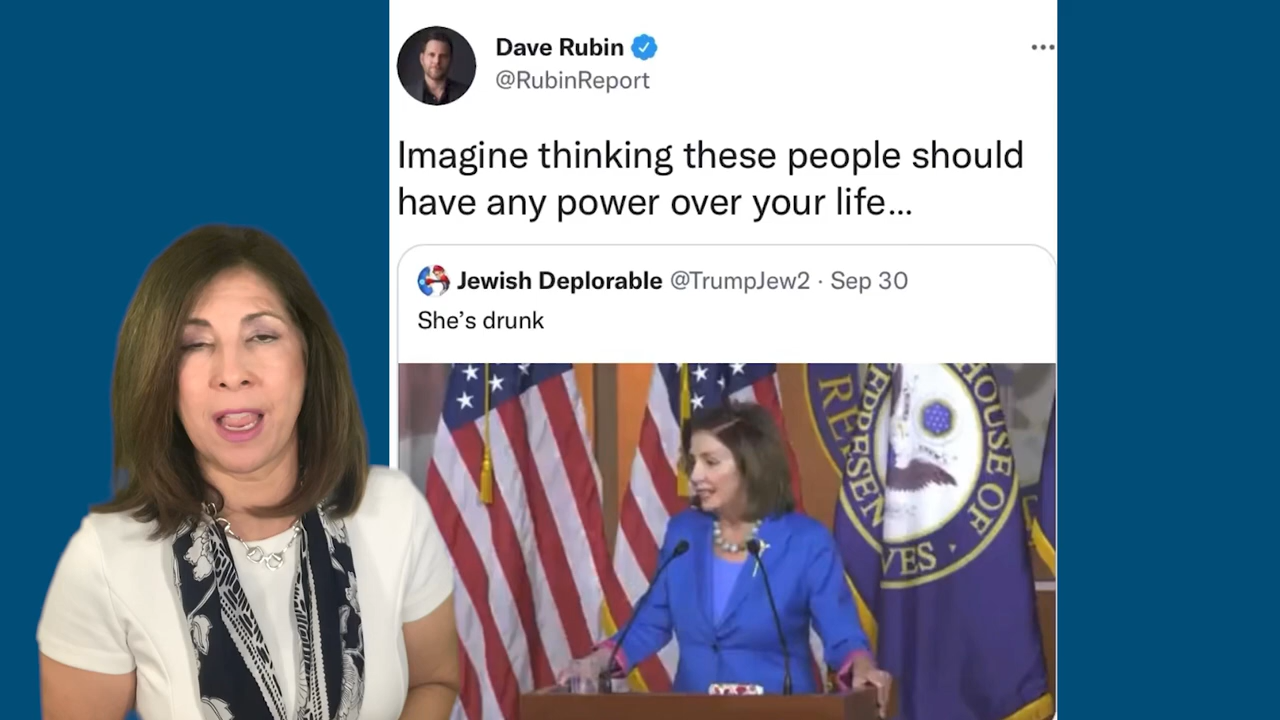 Dave Rubin
@RubinReport
Imagine thinking these people should
have any power over your life...
Jewish Deplorable @TrumpJew2 · Sep 30
She's drunk
HOUSE OF
REPRESEN
VES